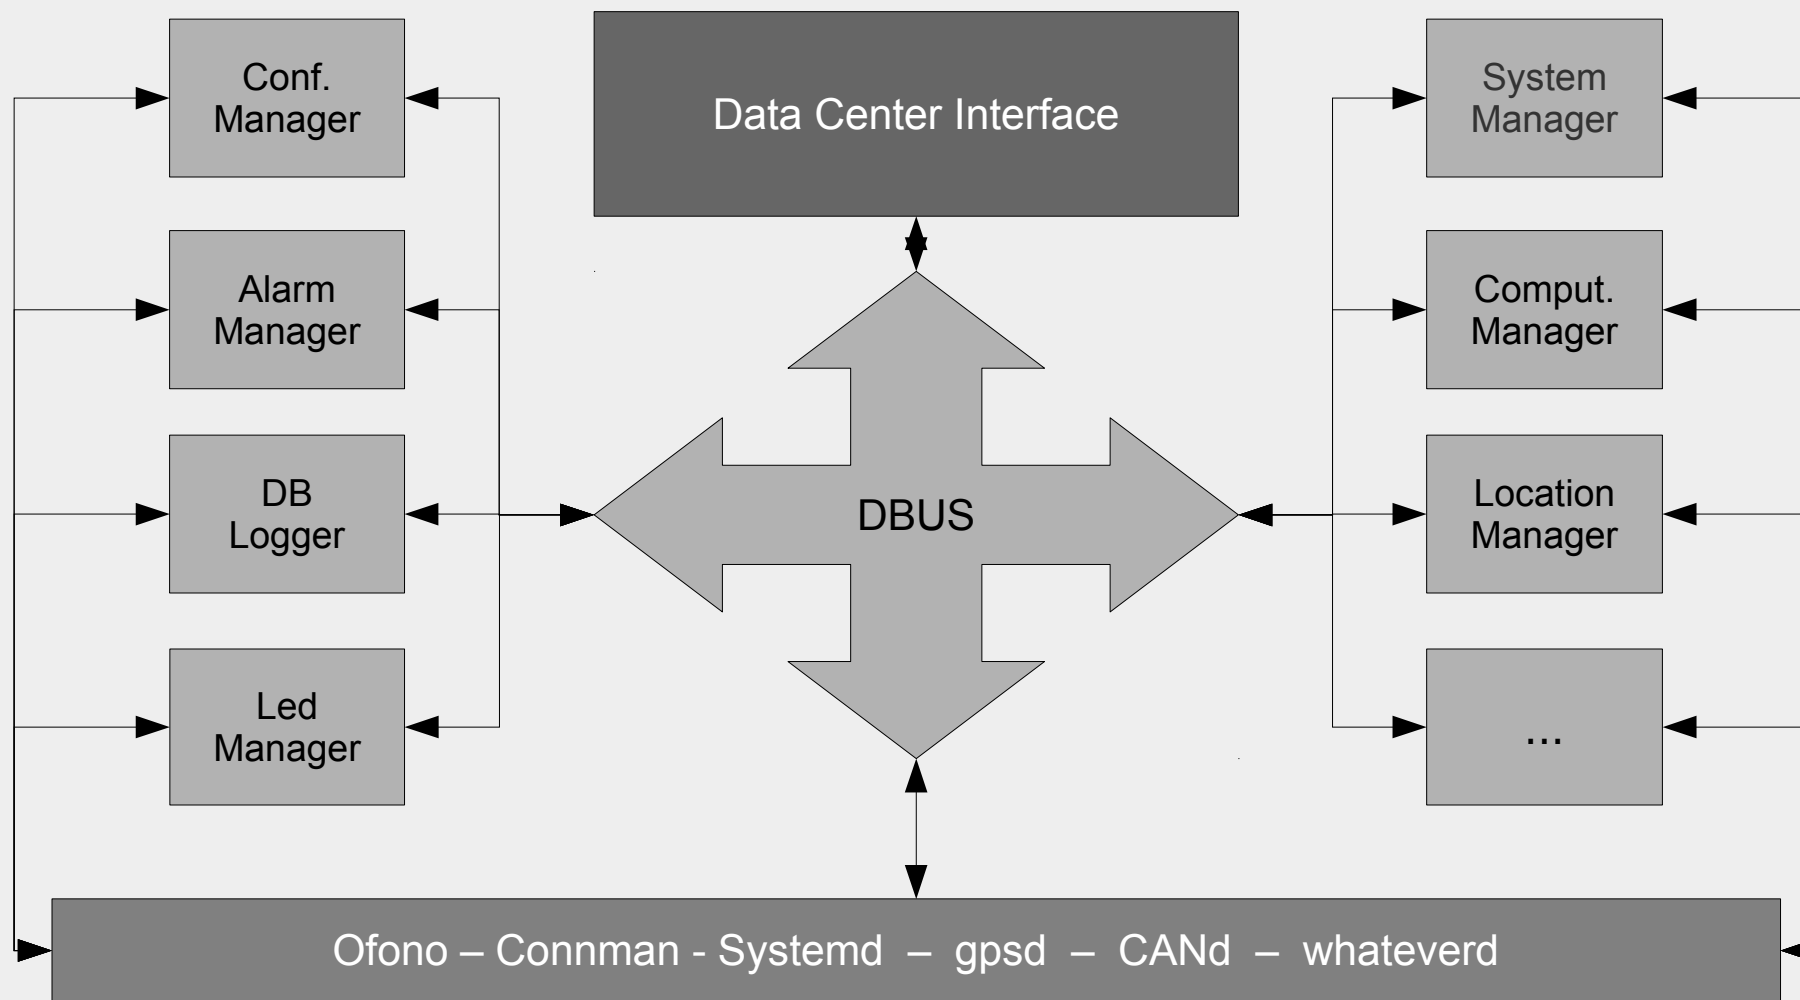 Conf.
Manager
Data Center Interface
System
Manager
Alarm
Manager
Comput.
Manager
DB
Logger
DBUS
Location
Manager
Led
Manager
...
Ofono – Connman - Systemd – gpsd – CANd – whateverd